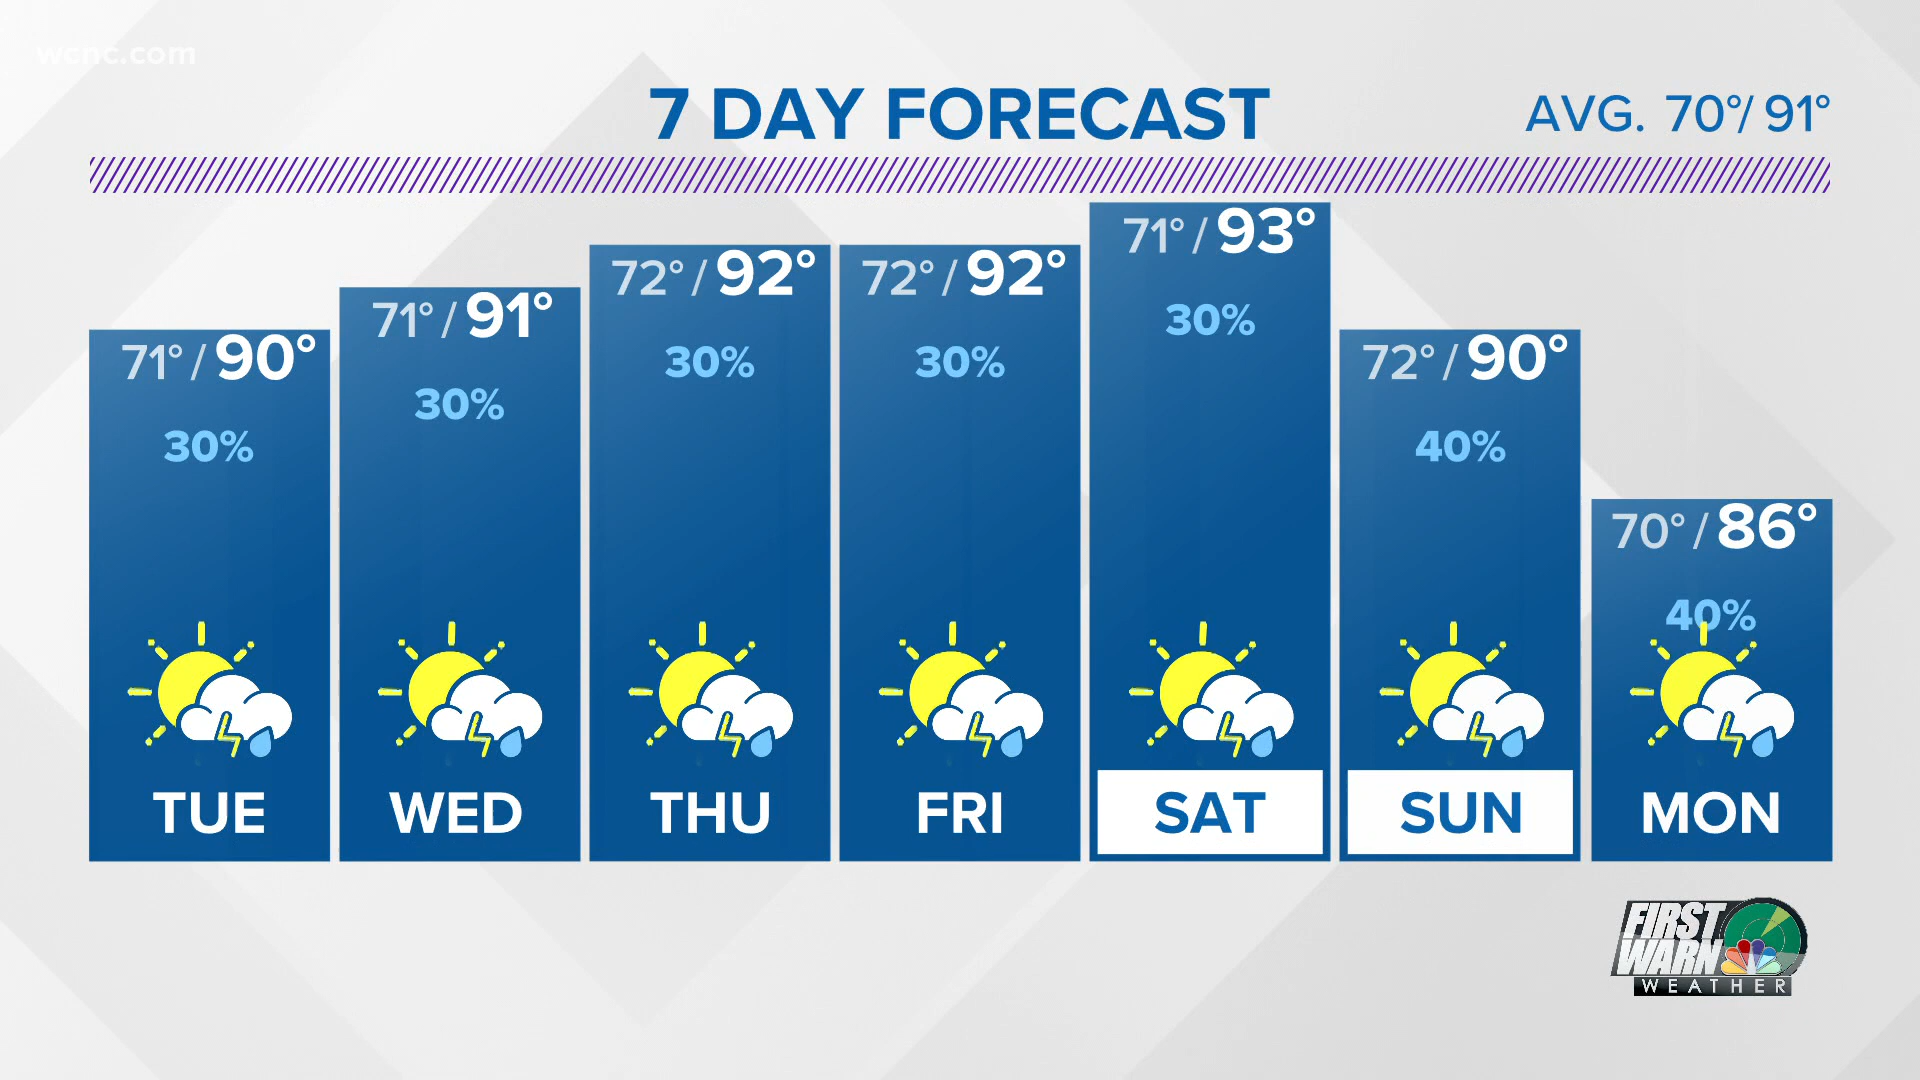 wcnc.com
7 DAY FORECAST
AVG. 70°/ 91°
71° / 90°
30%
TUE
71° / 91°
30%
WED
72° / 92°
30%
THU
72° / 92°
30%
FRI
71° / 93°
30%
SAT
72° / 90°
40%
SUN
70° / 86°
40%
MON
FIRST
WARN
WEATHER